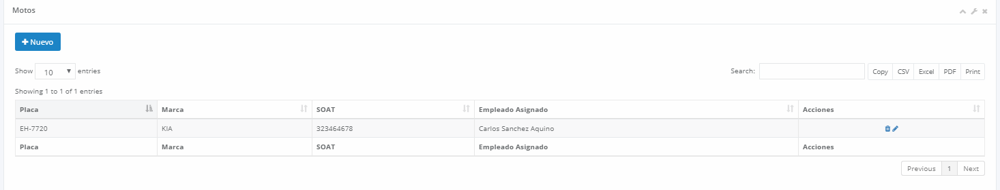 Motos
Nuevo
Show 10 entries Search: Copy CSV Excel PDF Print
Showing 1 to 1 of 1 entries
Placa Marca SOAT Empleado Asignado Acciones
EH-7720 KIA 323464678 Carlos Sanchez Aquino
Placa Marca SOAT Empleado Asignado Acciones
Previous 1 Next